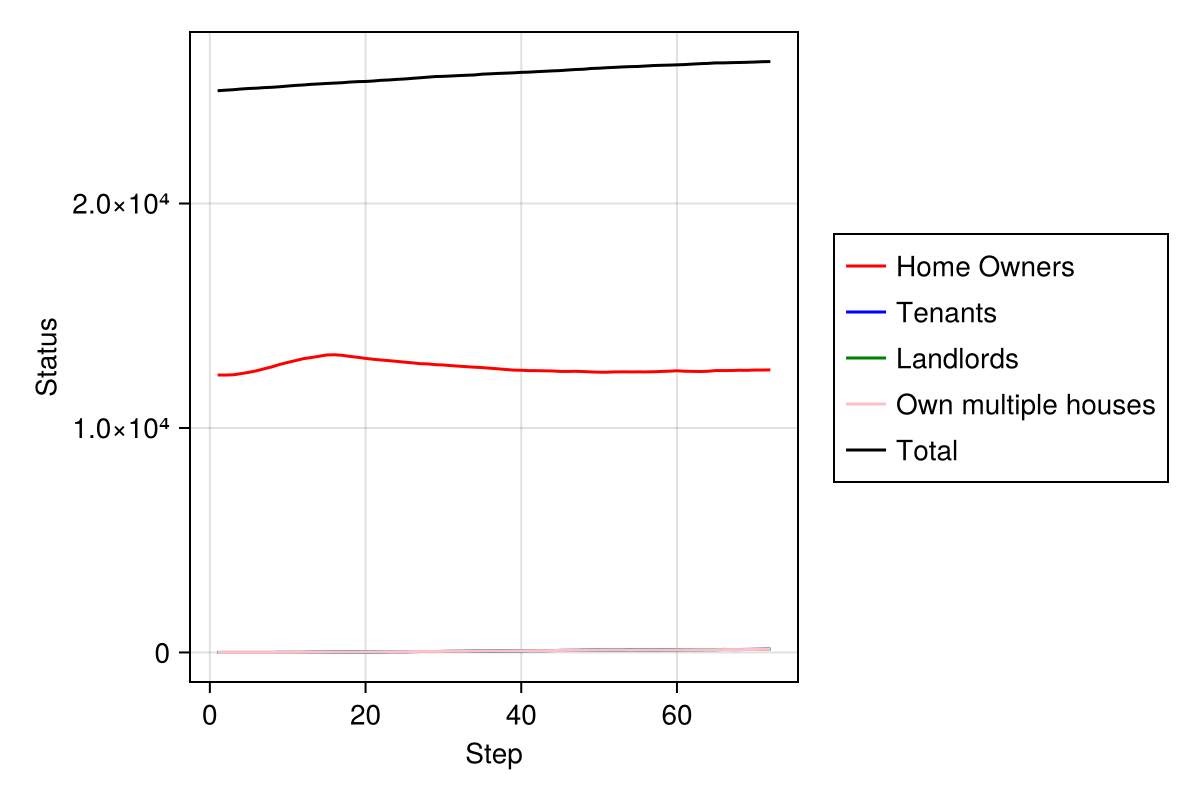 2.0×10⁴
1.0×10⁴
0
Status
0 20 40 60
Step
Home Owners
Tenants
Landlords
Own multiple houses
Total